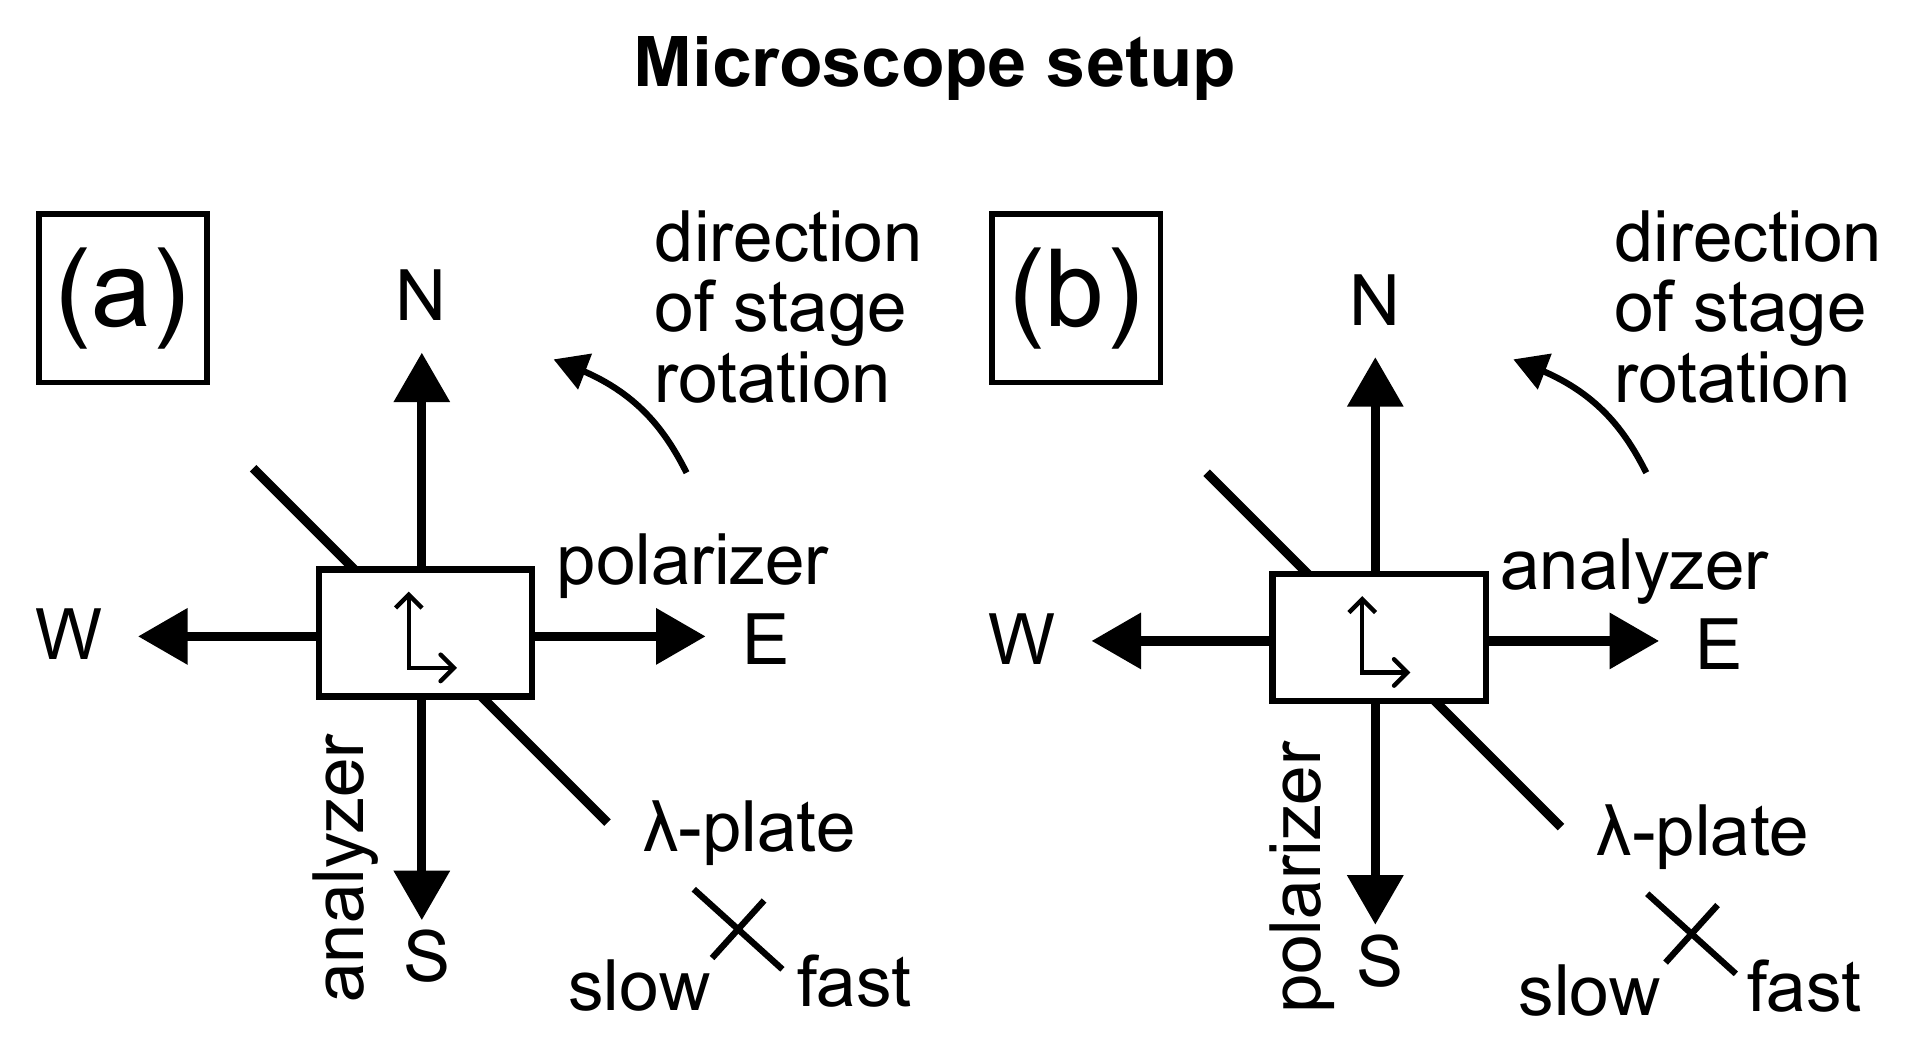 Microscope setup
(a)
direction
of stage
rotation
N
polarizer
W
E
analyzer
S
λ-plate
slow
fast
(b)
direction
of stage
rotation
N
analyzer
W
E
polarizer
S
λ-plate
slow
fast